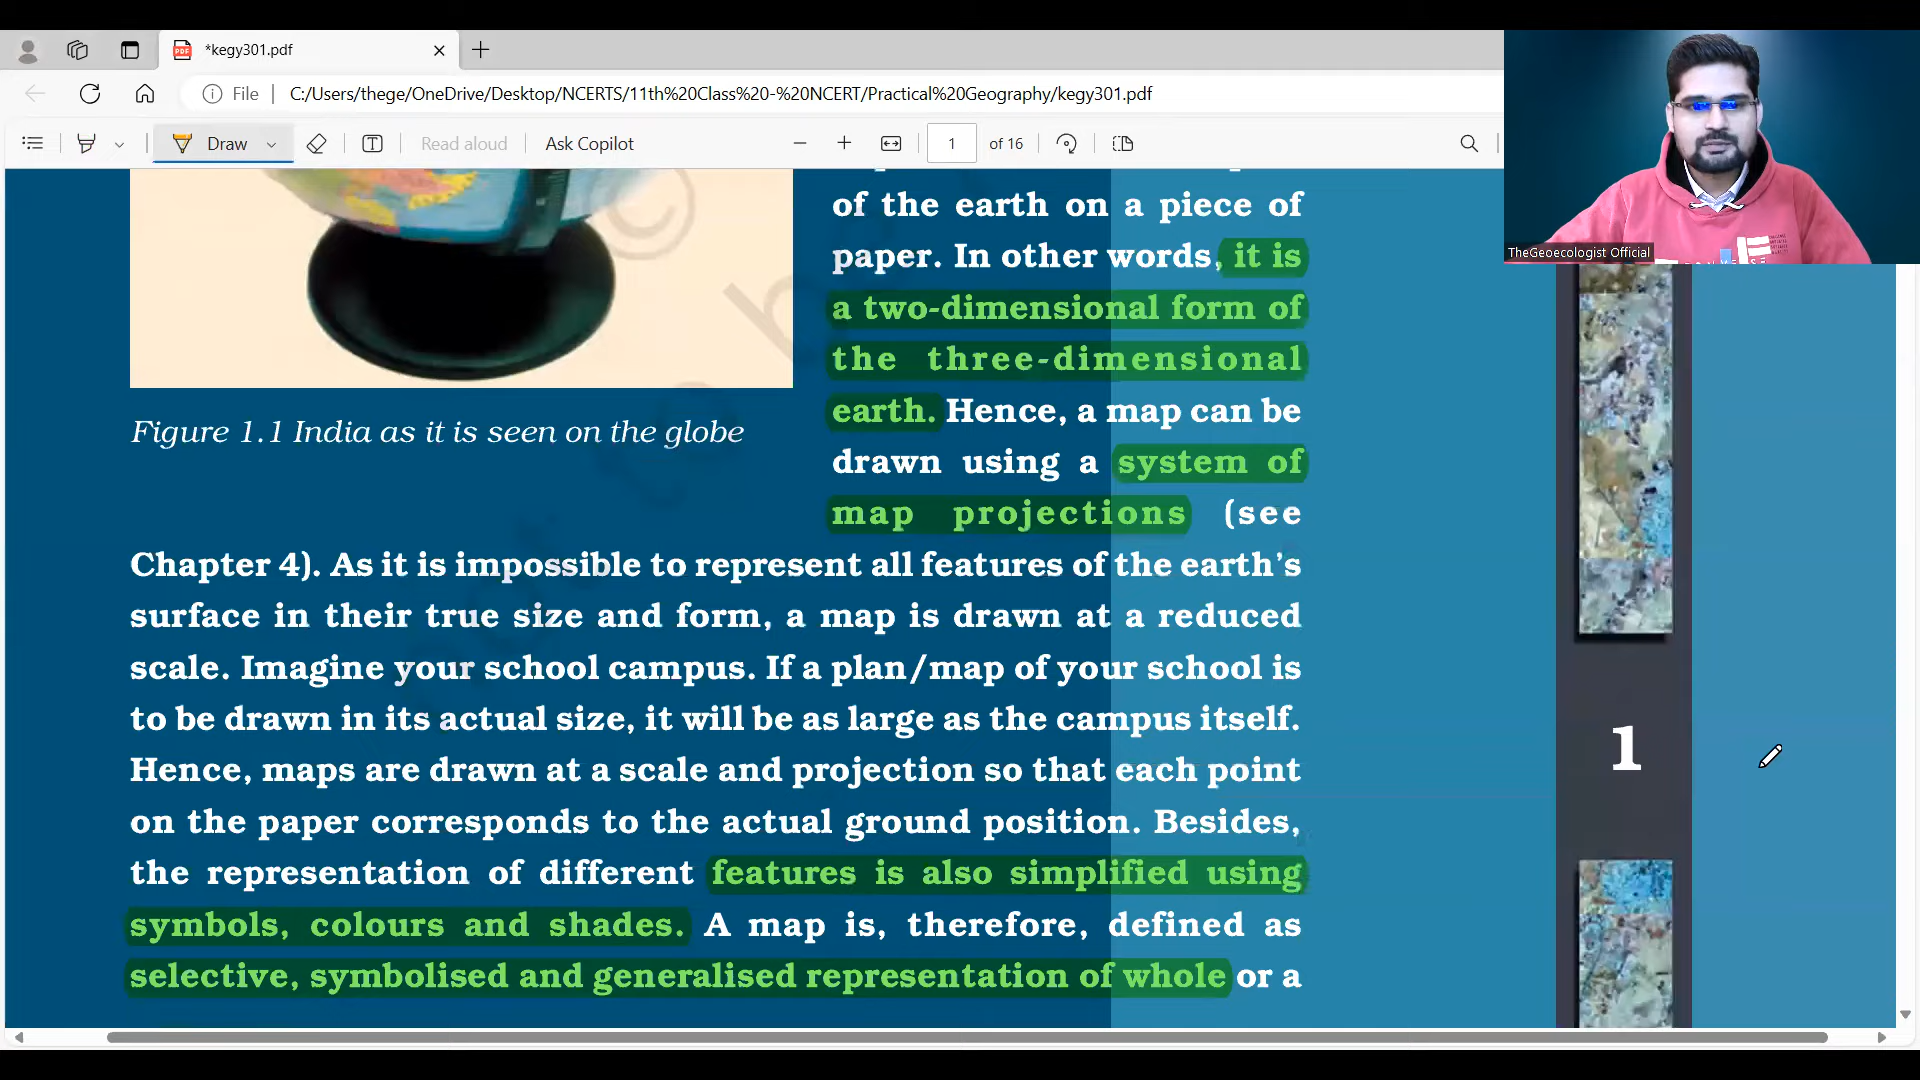 *kegy301.pdf
File
C:/Users/thege/OneDrive/Desktop/NCERTS/11th%20Class%20-%20NCERT/Practical%20Geography/kegy301.pdf
Draw
Read aloud
Ask Copilot
1
of 16
TheGeoecologist Official
of the earth on a piece of
paper. In other words, it is
a two-dimensional form of
the three-dimensional
earth. Hence, a map can be
drawn using a system of
map projections (see
Figure 1.1 India as it is seen on the globe
Chapter 4). As it is impossible to represent all features of the earth's
surface in their true size and form, a map is drawn at a reduced
scale. Imagine your school campus. If a plan/map of your school is
to be drawn in its actual size, it will be as large as the campus itself.
Hence, maps are drawn at a scale and projection so that each point
on the paper corresponds to the actual ground position. Besides,
the representation of different features is also simplified using
symbols, colours and shades. A map is, therefore, defined as
selective, symbolised and generalised representation of whole or a
1